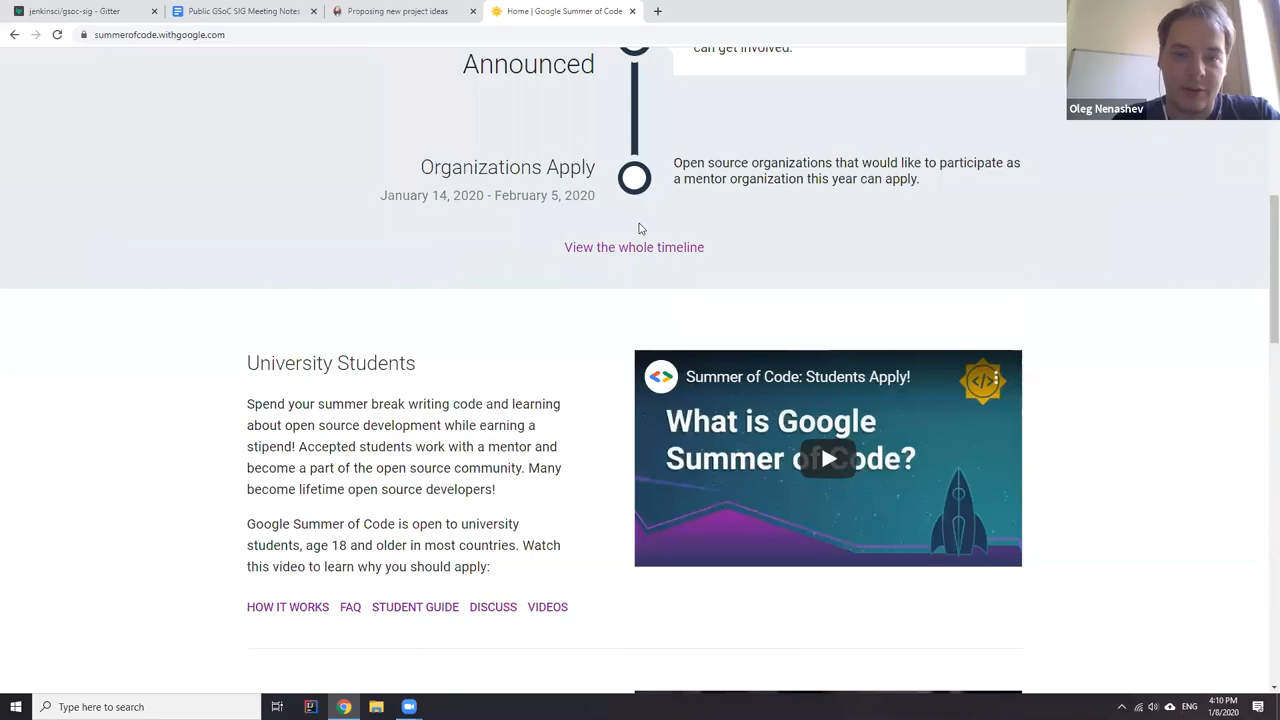 jenkinsci/gsoc-sig - Gitter
Public GSoC SIG Meeting Notes
Proposing new project ideas
Home | Google Summer of Code
summerofcode.withgoogle.com
can get involved.
Announced
Oleg Nenashev
Organizations Apply
January 14, 2020 - February 5, 2020
Open source organizations that would like to participate as
a mentor organization this year can apply.
View the whole timeline
University Students
Spend your summer break writing code and learning
about open source development while earning a
stipend! Accepted students work with a mentor and
become a part of the open source community. Many
become lifetime open source developers!
Google Summer of Code is open to university
students, age 18 and older in most countries. Watch
this video to learn why you should apply:
HOW IT WORKS FAQ STUDENT GUIDE DISCUSS VIDEOS
Summer of Code: Students Apply!
What is Google
Summer of Code?
Type here to search
ENG
4:10 PM
1/8/2020